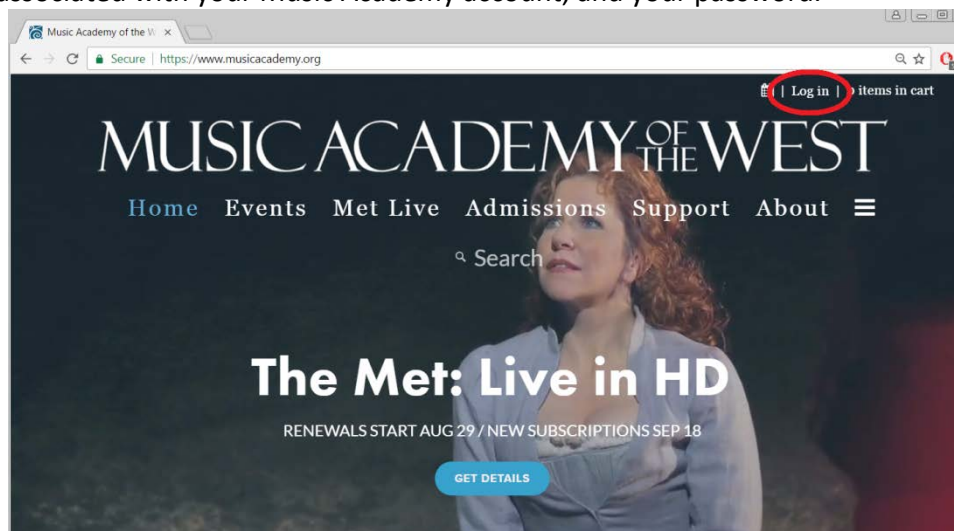 associated with your Music Academy account, and your password.
Music Academy of the W
Secure | https://www.musicacademy.org
| Log in | items in cart
MUSIC ACADEMY OF THE WEST
Home Events Met Live Admissions Support About
Search
The Met: Live in HD
RENEWALS START AUG 29 / NEW SUBSCRIPTIONS SEP 18
GET DETAILS